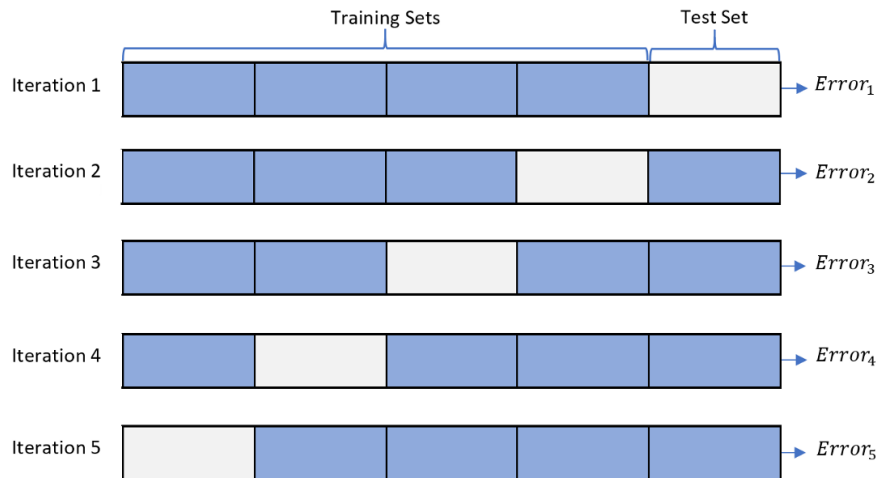 Training Sets
Test Set
Iteration 1
Error₁
Iteration 2
Error₂
Iteration 3
Error₃
Iteration 4
Error₄
Iteration 5
Error₅